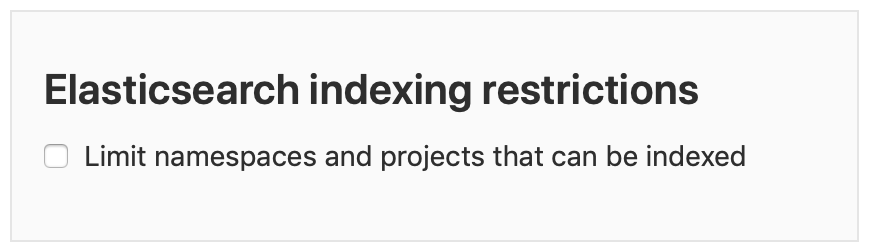 Elasticsearch indexing restrictions
Limit namespaces and projects that can be indexed